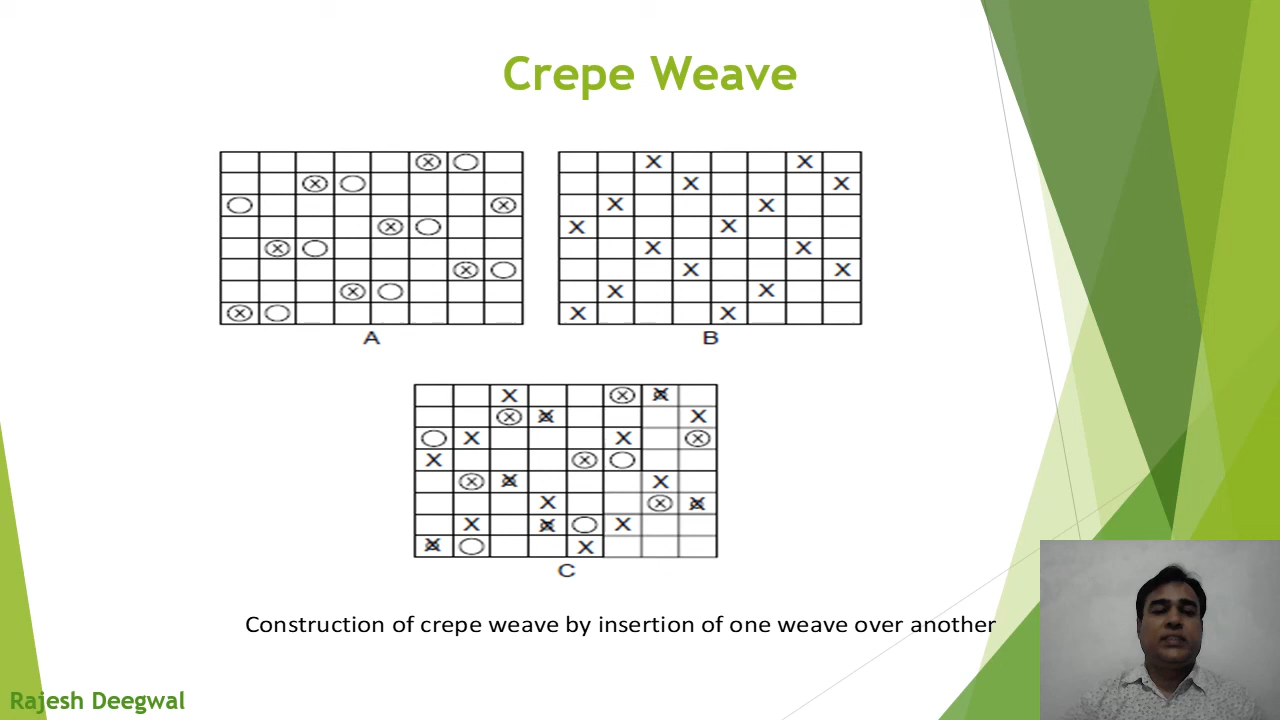 Crepe Weave
A
B
C
Construction of crepe weave by insertion of one weave over another
Rajesh Deegwal